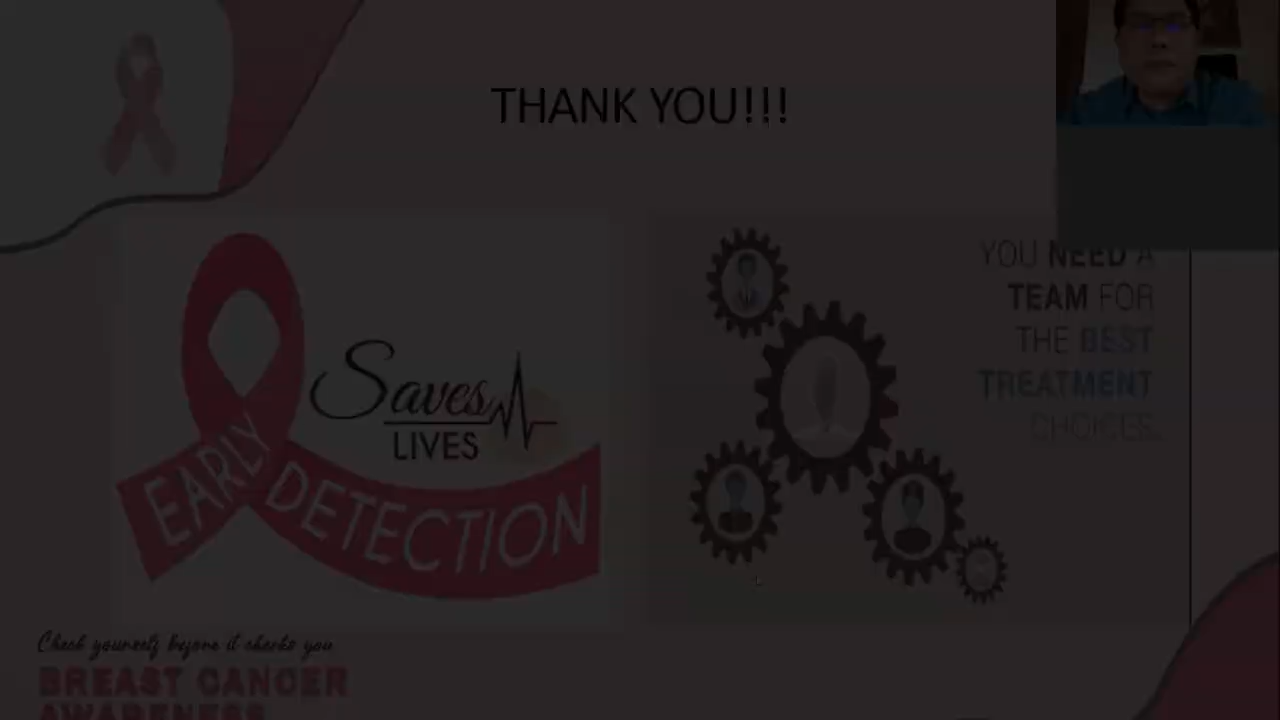 THANK YOU!!!
Saves
LIVES
EARLY DETECTION
YOU NEED A
TEAM FOR
THE BEST
TREATMENT
CHOICES.
Check yourself before it checks you
BREAST CANCER
AWARENESS